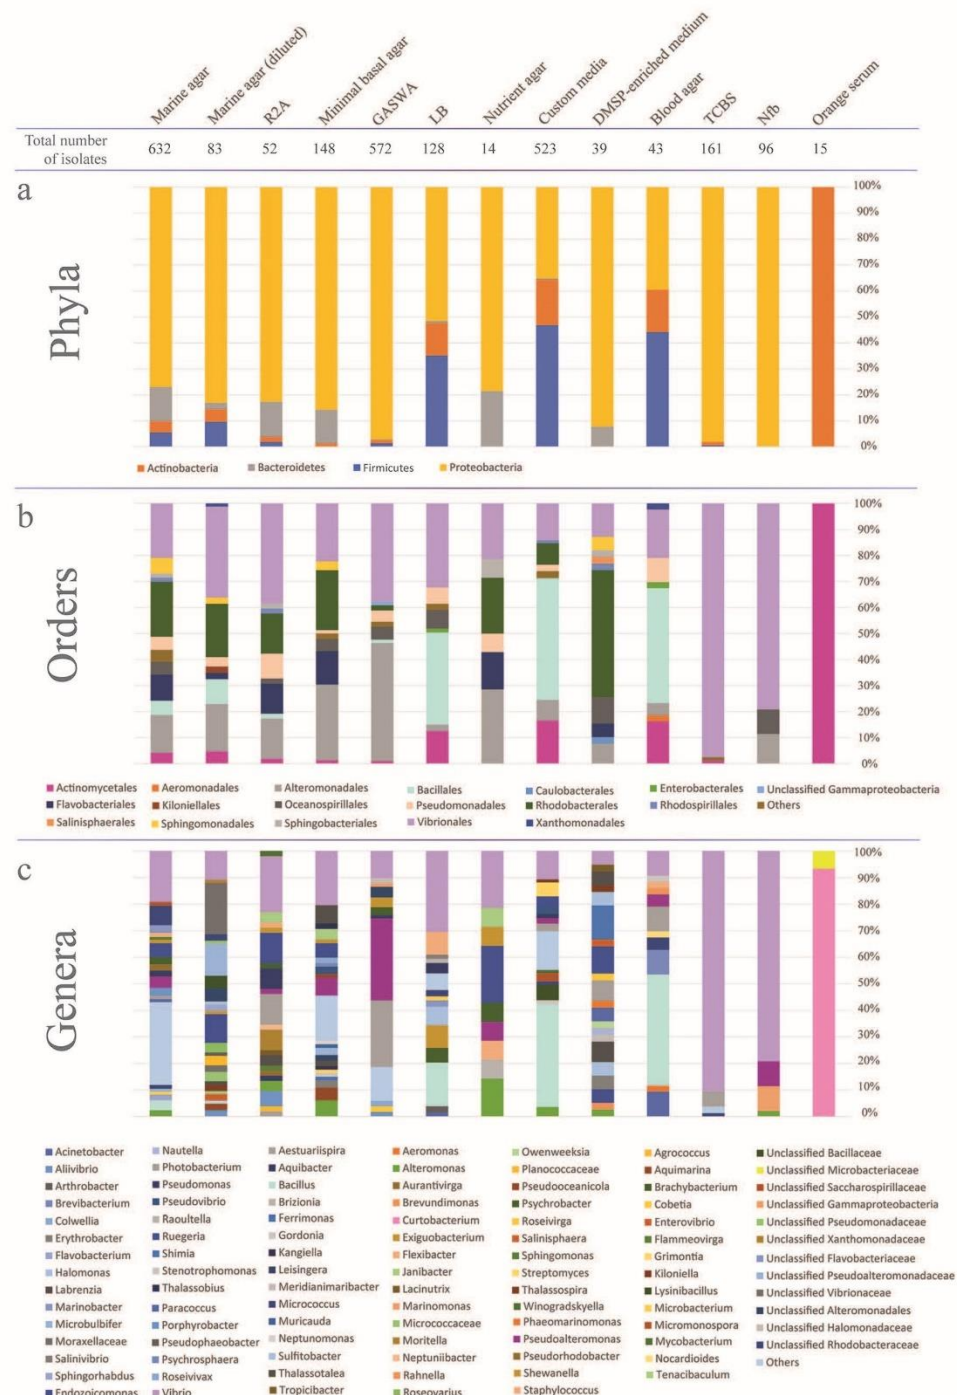 Marine agar
Marine agar (diluted)
R2A
Minimal basal agar
GASWA
LB
Nutrient agar
Custom media
DMSP-enriched medium
Blood agar
TCBS
Nfb
Orange serum
Total number of isolates
632 83 52 148 572 128 14 523 39 43 161 96 15
a
Phyla
100%
90%
80%
70%
60%
50%
40%
30%
20%
10%
0%
Actinobacteria Bacteroidetes Firmicutes Proteobacteria
b
Orders
100%
90%
80%
70%
60%
50%
40%
30%
20%
10%
0%
Actinomycetales Aeromonadales Alteromonadales Bacillales Caulobacterales Enterobacterales Unclassified Gammaproteobacteria
Flavobacteriales Kiloniellales Oceanospirillales Pseudomonadales Rhodobacterales Rhodospirillales Others
Salinisphaerales Sphingomonadales Sphingobacteriales Vibrionales Xanthomonadales
c
Genera
100%
90%
80%
70%
60%
50%
40%
30%
20%
10%
0%
Acinetobacter
Aliivibrio
Arthrobacter
Brevibacterium
Colwellia
Erythrobacter
Flavobacterium
Halomonas
Labrenzia
Marinobacter
Microbulbifer
Moraxellaceae
Salinivibrio
Sphingorhabdus
Endozoicomonas
Nautella
Photobacterium
Pseudomonas
Pseudovibrio
Raoultella
Ruegeria
Shimia
Stenotrophomonas
Thalassobius
Paracoccus
Porphyrobacter
Pseudophaeobacter
Psychrosphaera
Roseivivax
Vibrio
Aestuariispira
Aquibacter
Bacillus
Brizionia
Ferrimonas
Gordonia
Kangiella
Leisingera
Meridianimaribacter
Micrococcus
Muricauda
Neptunomonas
Sulfitobacter
Thalassotalea
Tropicibacter
Aeromonas
Alteromonas
Aurantivirga
Brevundimonas
Curtobacterium
Exiguobacterium
Flexibacter
Janibacter
Lacinutrix
Marinomonas
Micrococcaceae
Moritella
Neptuniibacter
Rahnella
Roseovarius
Owenweeksia
Planococcaceae
Pseudooceanicola
Psychrobacter
Roseivirga
Salinisphaera
Sphingomonas
Streptomyces
Thalassospira
Winogradskyella
Phaeomarinomonas
Pseudoalteromonas
Pseudorhodobacter
Shewanella
Staphylococcus
Agrococcus
Aquimarina
Brachybacterium
Cobetia
Enterovibrio
Flammeovirga
Grimontia
Kiloniella
Lysinibacillus
Microbacterium
Micromonospora
Mycobacterium
Nocardioides
Tenacibaculum
Unclassified Bacillaceae
Unclassified Microbacteriaceae
Unclassified Saccharospirillaceae
Unclassified Gammaproteobacteria
Unclassified Pseudomonadaceae
Unclassified Xanthomonadaceae
Unclassified Flavobacteriaceae
Unclassified Pseudoalteromonadaceae
Unclassified Vibrionaceae
Unclassified Alteromonadales
Unclassified Halomonadaceae
Unclassified Rhodobacteraceae
Others